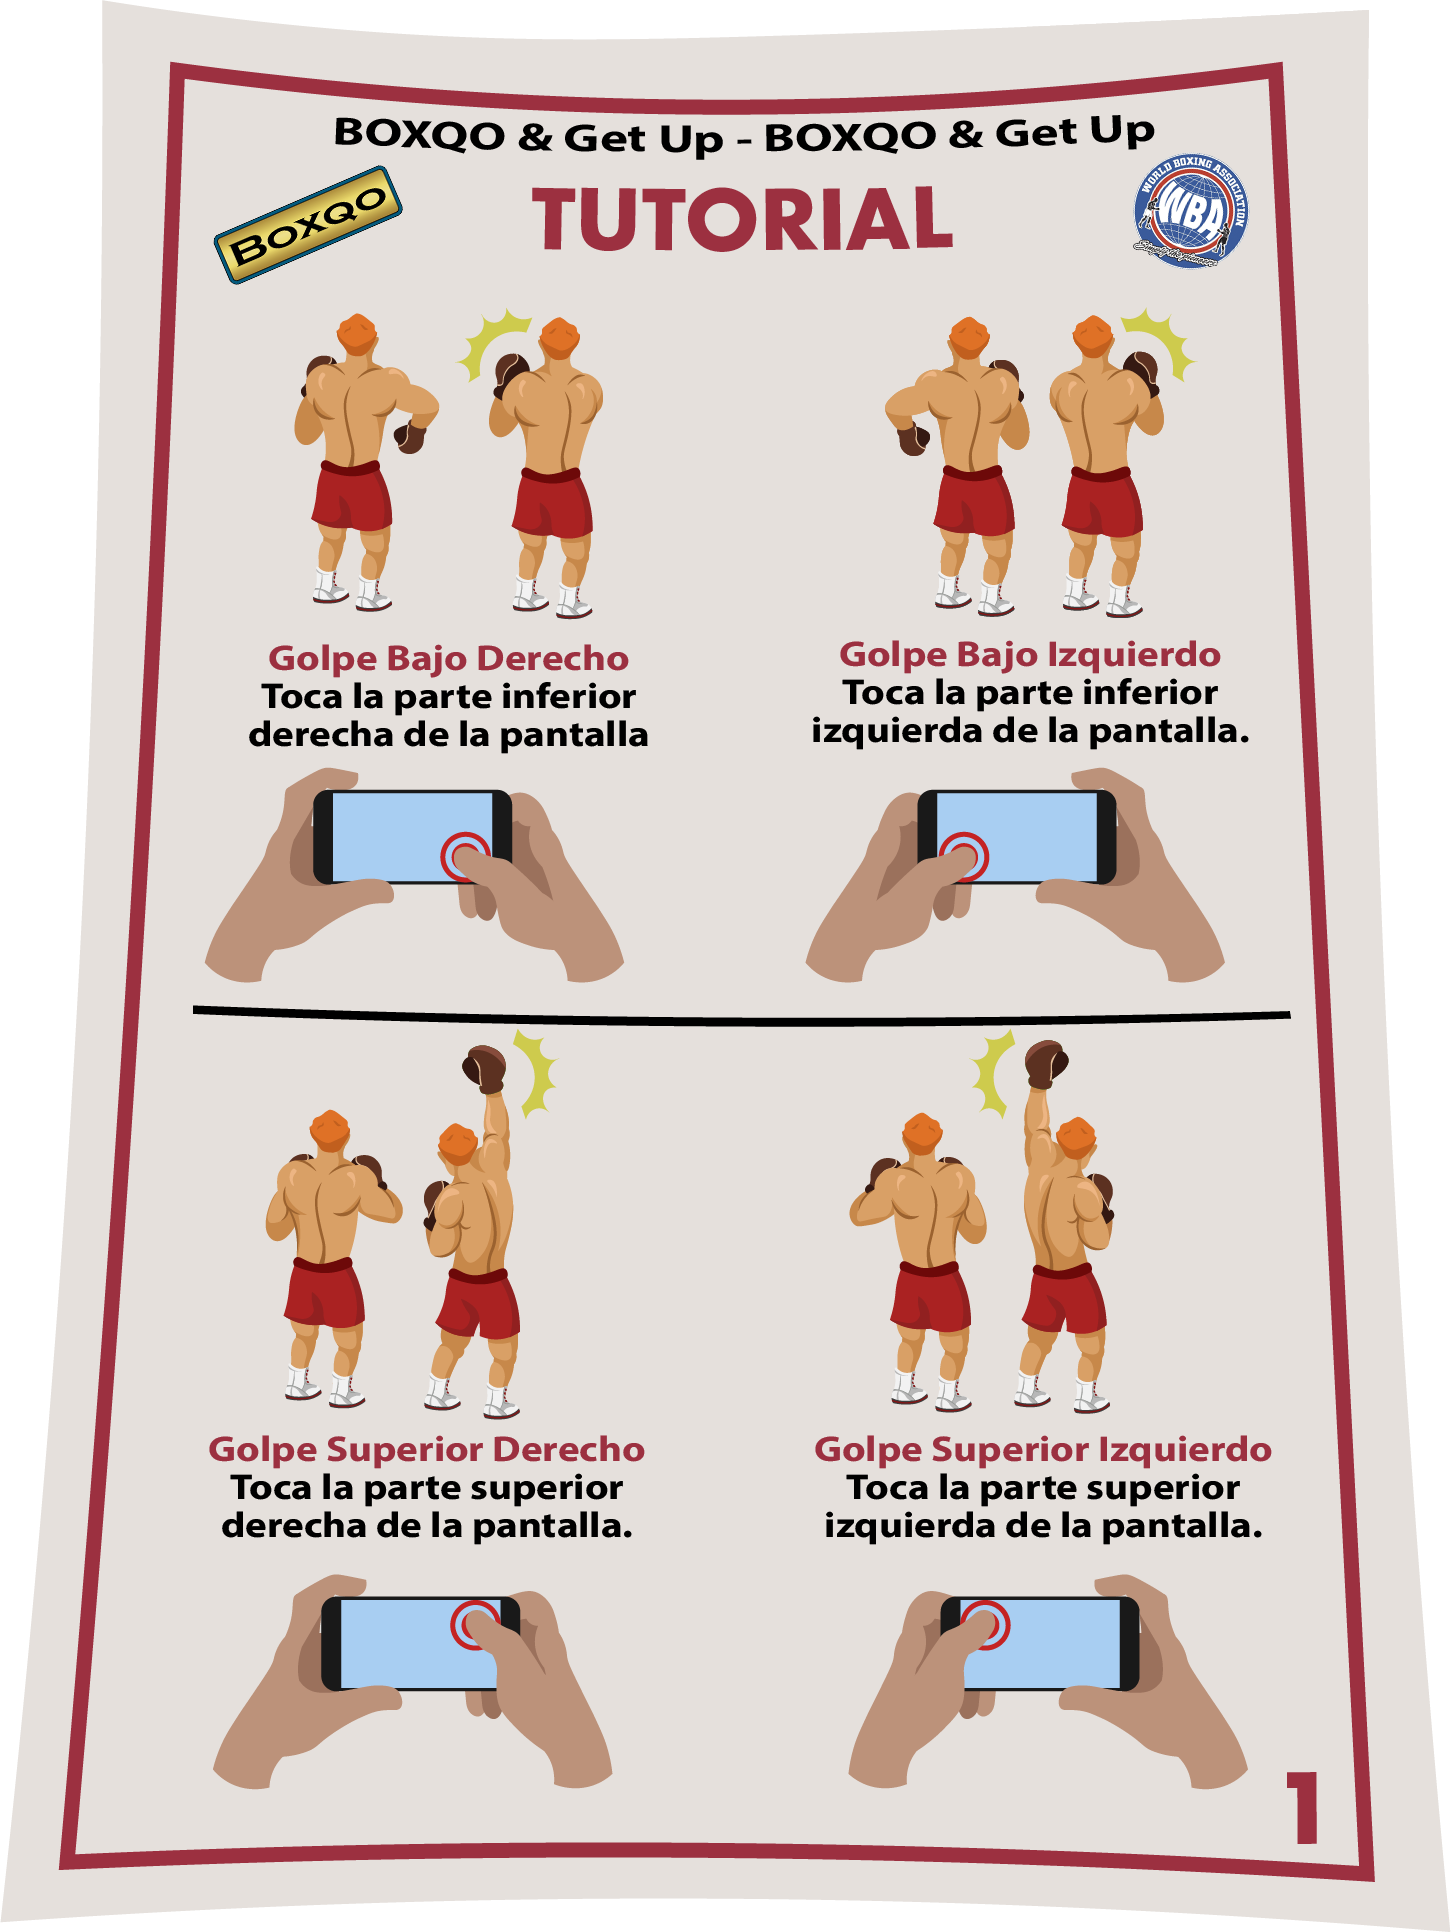 BOXQO & Get Up - BOXQO & Get Up
BOXQO
TUTORIAL
WORLD BOXING ASSOCIATION
WBA
Simply the pioneers
Golpe Bajo Derecho
Toca la parte inferior
derecha de la pantalla
Golpe Bajo Izquierdo
Toca la parte inferior
izquierda de la pantalla.
Golpe Superior Derecho
Toca la parte superior
derecha de la pantalla.
Golpe Superior Izquierdo
Toca la parte superior
izquierda de la pantalla.
1